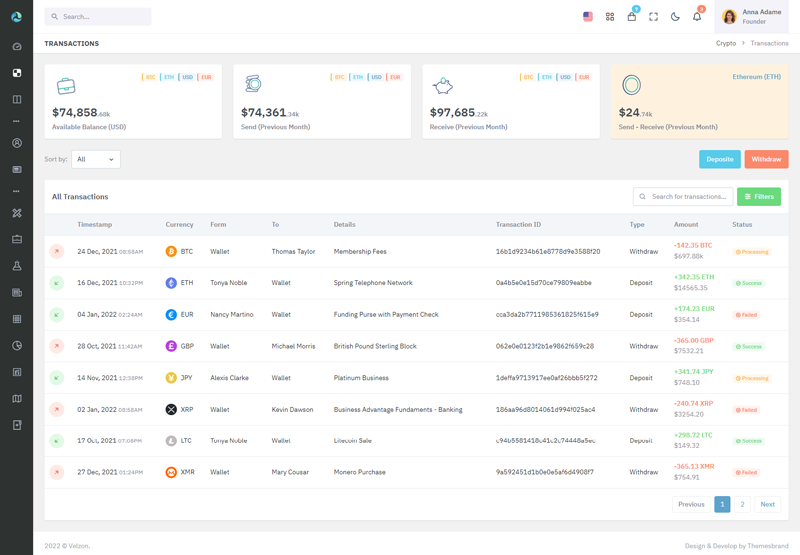 Search...
7
3
Anna Adame
Founder
TRANSACTIONS
Crypto > Transactions
BTC ETH USD EUR
$74,858.68k
Available Balance (USD)
BTC ETH USD EUR
$74,361.34k
Send (Previous Month)
BTC ETH USD EUR
$97,685.22k
Receive (Previous Month)
Ethereum (ETH)
$24.74k
Send - Receive (Previous Month)
Sort by: All
Deposite Withdraw
All Transactions
Search for transactions...
Filters
Timestamp Currency Form To Details Transaction ID Type Amount Status
24 Dec, 2021 08:58AM BTC Wallet Thomas Taylor Membership Fees 16b1d9234b61e8778d9e3588f20 Withdraw -142.35 BTC $697.88k Processing
16 Dec, 2021 10:32PM ETH Tonya Noble Wallet Spring Telephone Network 0a4b5e0e15d70ce79809eabbe Deposit +342.35 ETH $14565.35 Success
04 Jan, 2022 02:24AM EUR Nancy Martino Wallet Funding Purse with Payment Check cca3da2b7711985361825f615e9 Deposit +174.23 EUR $354.14 Failed
28 Oct, 2021 11:42AM GBP Wallet Michael Morris British Pound Sterling Block 062e0e0123f2b1e9862f659c28 Withdraw -365.00 GBP $7532.21 Success
14 Nov, 2021 12:38PM JPY Alexis Clarke Wallet Platinum Business 1deffa9713917ee0af26bbb5f272 Deposit +341.74 JPY $748.10 Processing
02 Jan, 2022 08:58AM XRP Wallet Kevin Dawson Business Advantage Fundaments - Banking 186aa96d8014061d994f025ac4 Withdraw -240.74 XRP $3254.20 Failed
17 Oct, 2021 07:08PM LTC Tonya Noble Wallet Litecoin Sale Deposit +298.72 LTC $149.32 Success
27 Dec, 2021 01:24PM XMR Wallet Mary Cousar Monero Purchase 9a592451d1b0e0e5af6d4908f7 Withdraw -365.13 XMR $754.91 Failed
Previous 1 2 Next
2022 © Velzon.
Design & Develop by Themesbrand